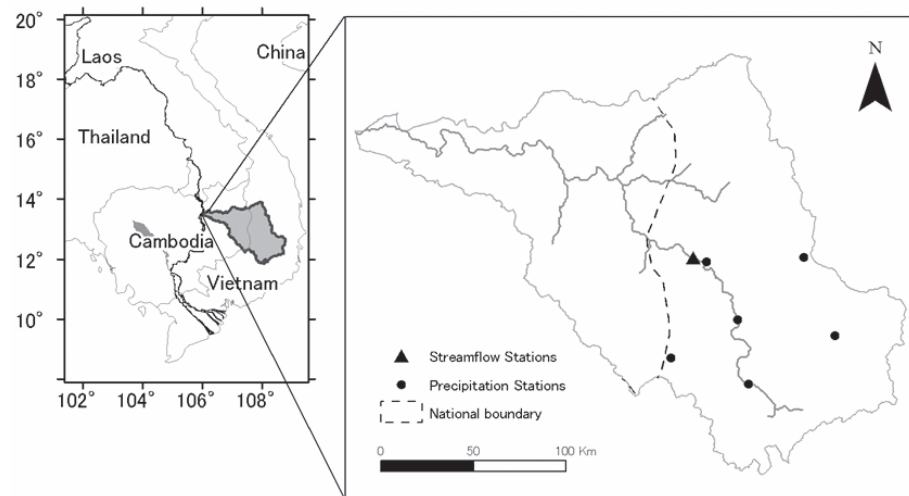 20°
18°
16°
14°
12°
10°
102° 104° 106° 108°
China
Laos
Thailand
Cambodia
Vietnam
N
Streamflow Stations
Precipitation Stations
National boundary
0 50 100 Km